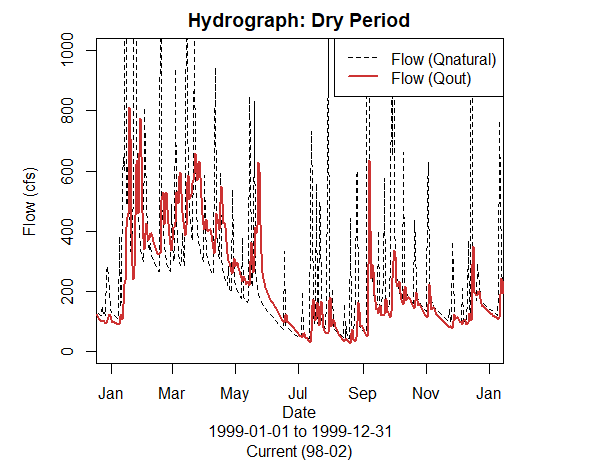 Hydrograph: Dry Period
Flow (Qnatural)
Flow (Qout)
1000
800
600
400
200
0
Flow (cfs)
Jan Mar May Jul Sep Nov Jan
Date
1999-01-01 to 1999-12-31
Current (98-02)